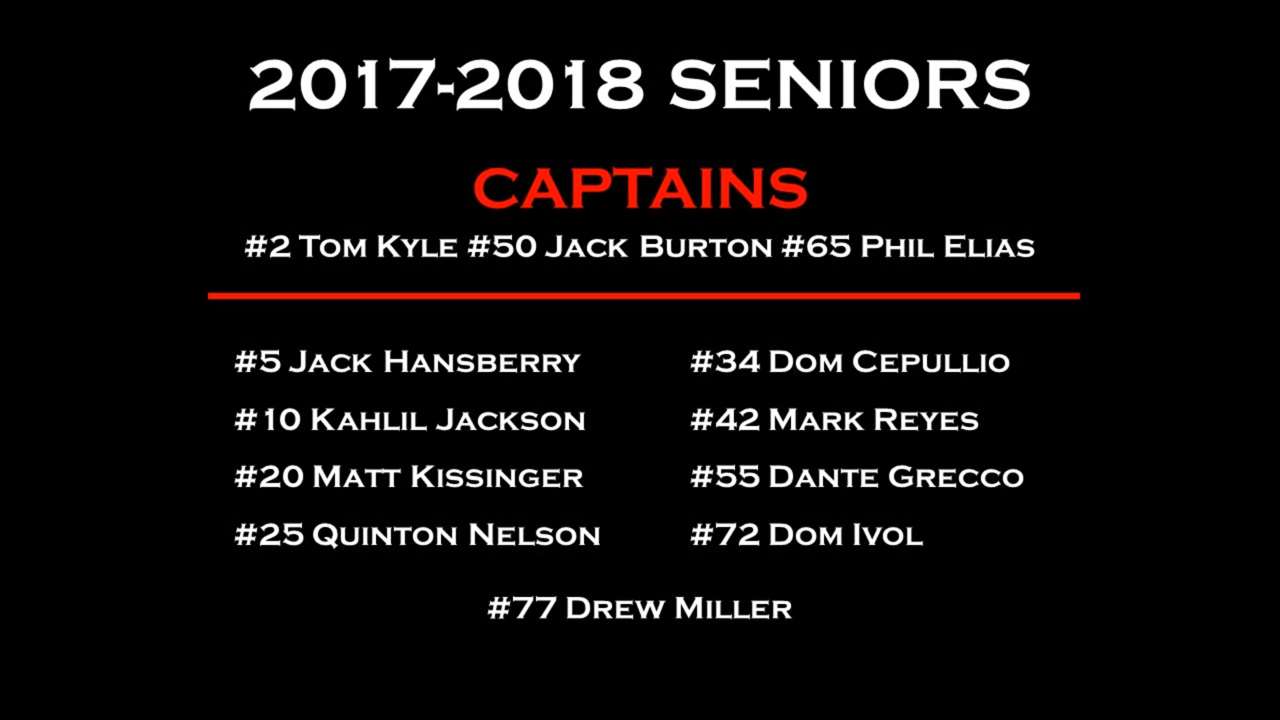 2017-2018 SENIORS
CAPTAINS
#2 TOM KYLE #50 JACK BURTON #65 PHIL ELIAS
#5 JACK HANSBERRY
#10 KAHLIL JACKSON
#20 MATT KISSINGER
#25 QUINTON NELSON
#34 DOM CEPULLIO
#42 MARK REYES
#55 DANTE GRECCO
#72 DOM IVOL
#77 DREW MILLER